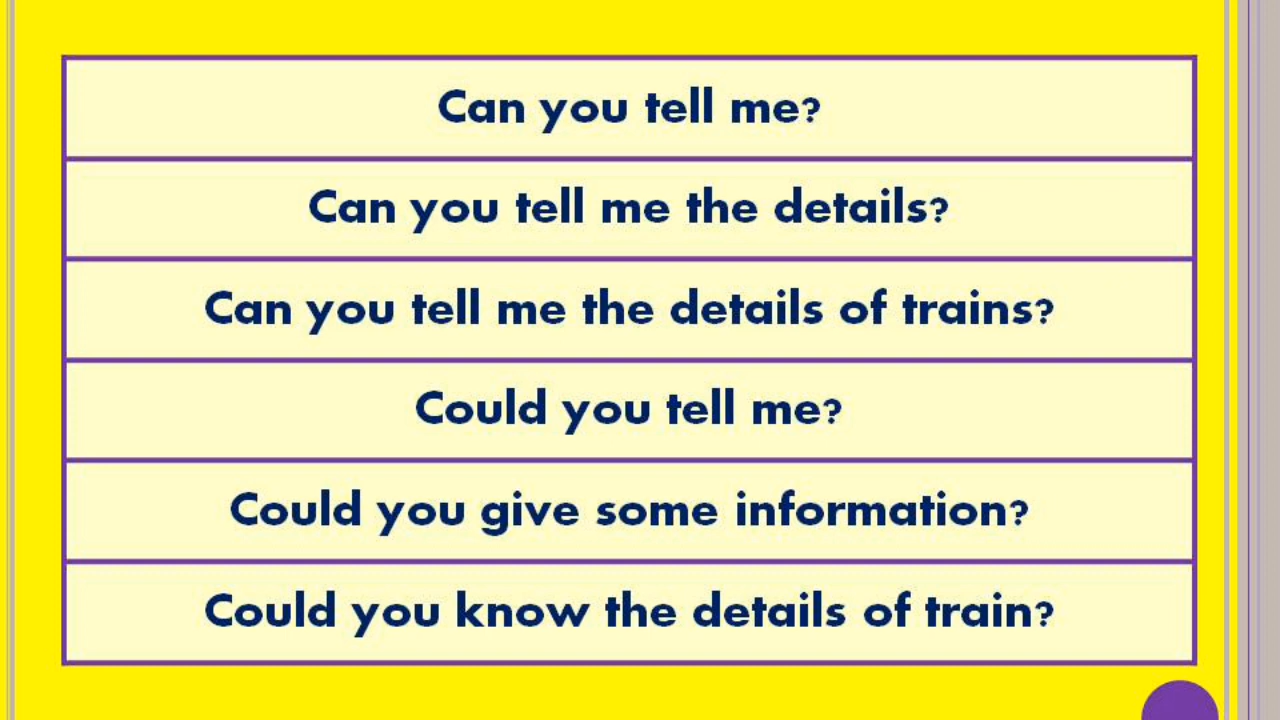 Can you tell me?
Can you tell me the details?
Can you tell me the details of trains?
Could you tell me?
Could you give some information?
Could you know the details of train?